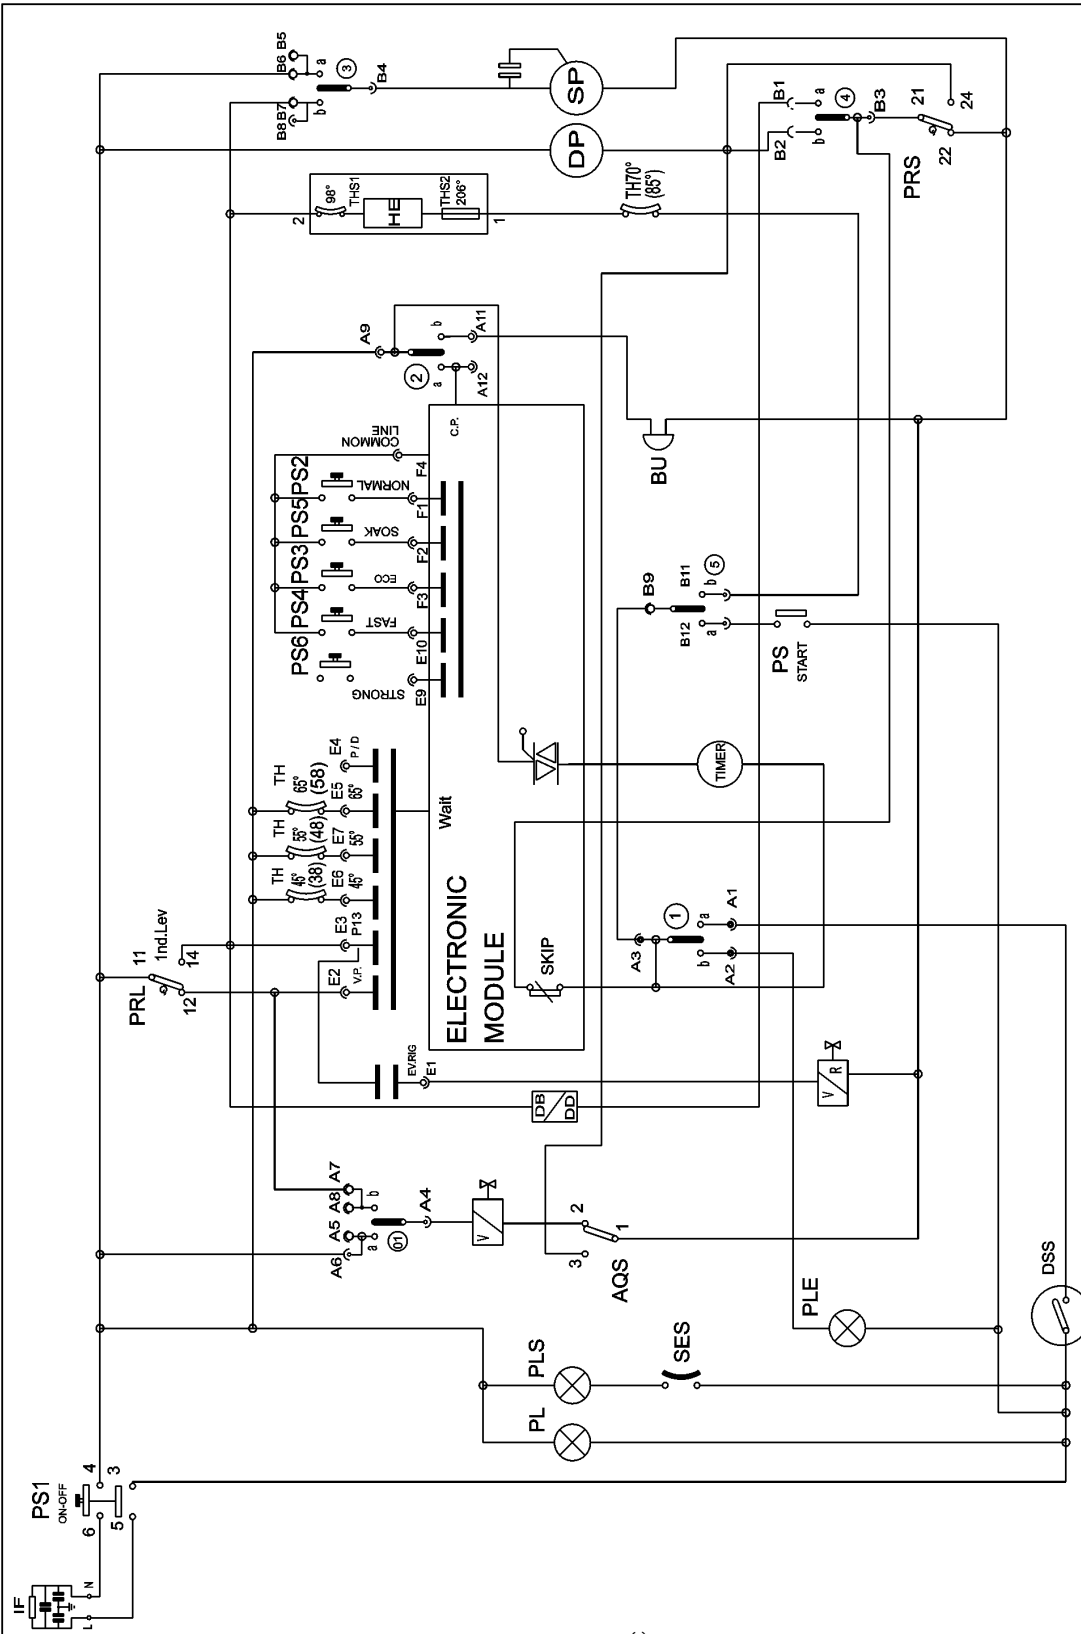 IF
L
N
PS1
ON-OFF
6
4
5
3
PL
PLS
SES
PLE
DSS
A6 A5 A8 A7
a
b
01
A4
V
3
2
1
AQS
PRL
11
1nd.Lev
12
14
EV.RIG
E1
DB
DD
V R
E2
V.P.
E3
P13
TH
45°
(38)
E6
45°
TH
55°
(48)
E7
55°
TH
65°
(58)
E5
65°
E4
P / D
Wait
ELECTRONIC
MODULE
SKIP
A3
1
b
a
A2
A1
TIMER
PS6
PS4
PS3
PS5
PS2
STRONG
FAST
ECO
SOAK
NORMAL
COMMON
LINE
E9
E10
F3
F2
F1
F4
C.P.
A9
2
a
b
A12
A11
B9
B12
B11
a
b
5
PS
START
BU
2
98°
THS1
HE
THS2
206°
1
TH70°
(85°)
DP
SP
B8 B7
B6 B5
b
a
3
B4
B2
B1
b
a
4
B3
PRS
21
22
24